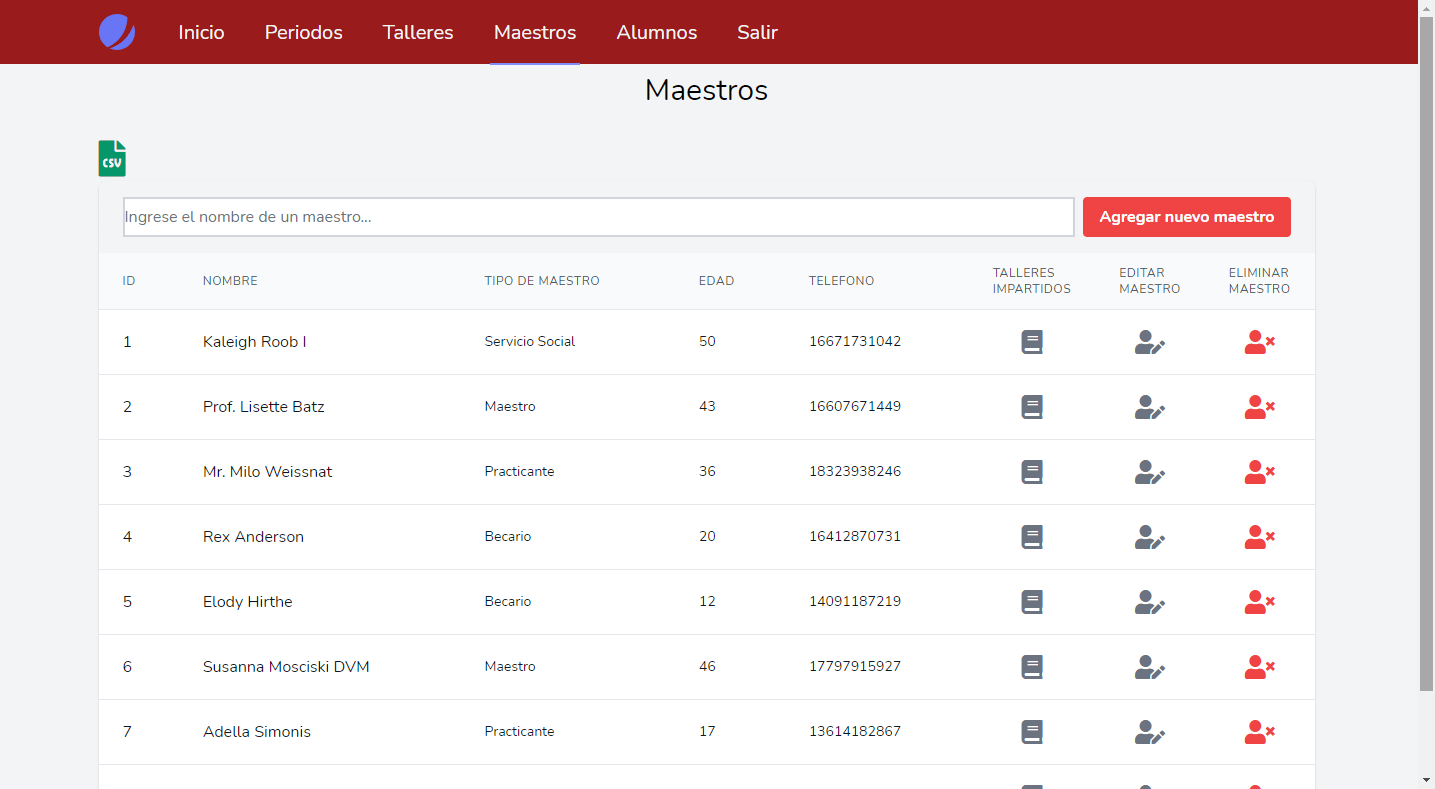 Inicio Periodos Talleres Maestros Alumnos Salir
Maestros
CSV
Ingrese el nombre de un maestro... Agregar nuevo maestro
ID NOMBRE TIPO DE MAESTRO EDAD TELEFONO TALLERES IMPARTIDOS EDITAR MAESTRO ELIMINAR MAESTRO
1 Kaleigh Roob I Servicio Social 50 16671731042
2 Prof. Lisette Batz Maestro 43 16607671449
3 Mr. Milo Weissnat Practicante 36 18323938246
4 Rex Anderson Becario 20 16412870731
5 Elody Hirthe Becario 12 14091187219
6 Susanna Mosciski DVM Maestro 46 17797915927
7 Adella Simonis Practicante 17 13614182867